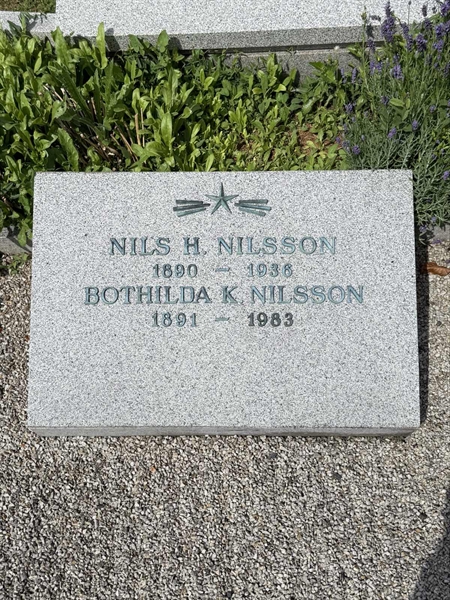 NILS H. NILSSON
1890 — 1936
BOTHILDA K. NILSSON
1891 — 1983